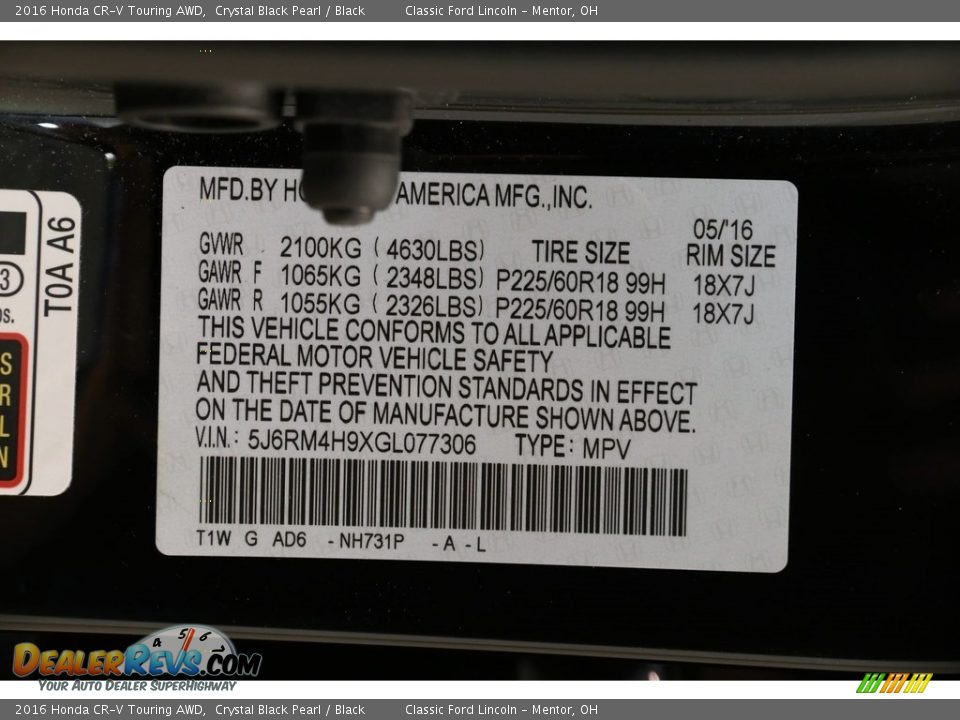 2016 Honda CR-V Touring AWD, Crystal Black Pearl / Black Classic Ford Lincoln - Mentor, OH
MFD.BY AMERICA MFG.,INC.
05/'16
GVWR 2100KG ( 4630LBS) TIRE SIZE RIM SIZE
GAWR F 1065KG ( 2348LBS) P225/60R18 99H 18X7J
GAWR R 1055KG ( 2326LBS) P225/60R18 99H 18X7J
THIS VEHICLE CONFORMS TO ALL APPLICABLE
FEDERAL MOTOR VEHICLE SAFETY
AND THEFT PREVENTION STANDARDS IN EFFECT
ON THE DATE OF MANUFACTURE SHOWN ABOVE.
V.I.N.: 5J6RM4H9XGL077306 TYPE: MPV
T1W G AD6 - NH731P - A - L
T0A A6
3
4 5 6
DEALERREVS.COM
YOUR AUTO DEALER SUPERHIGHWAY
2016 Honda CR-V Touring AWD, Crystal Black Pearl / Black Classic Ford Lincoln - Mentor, OH